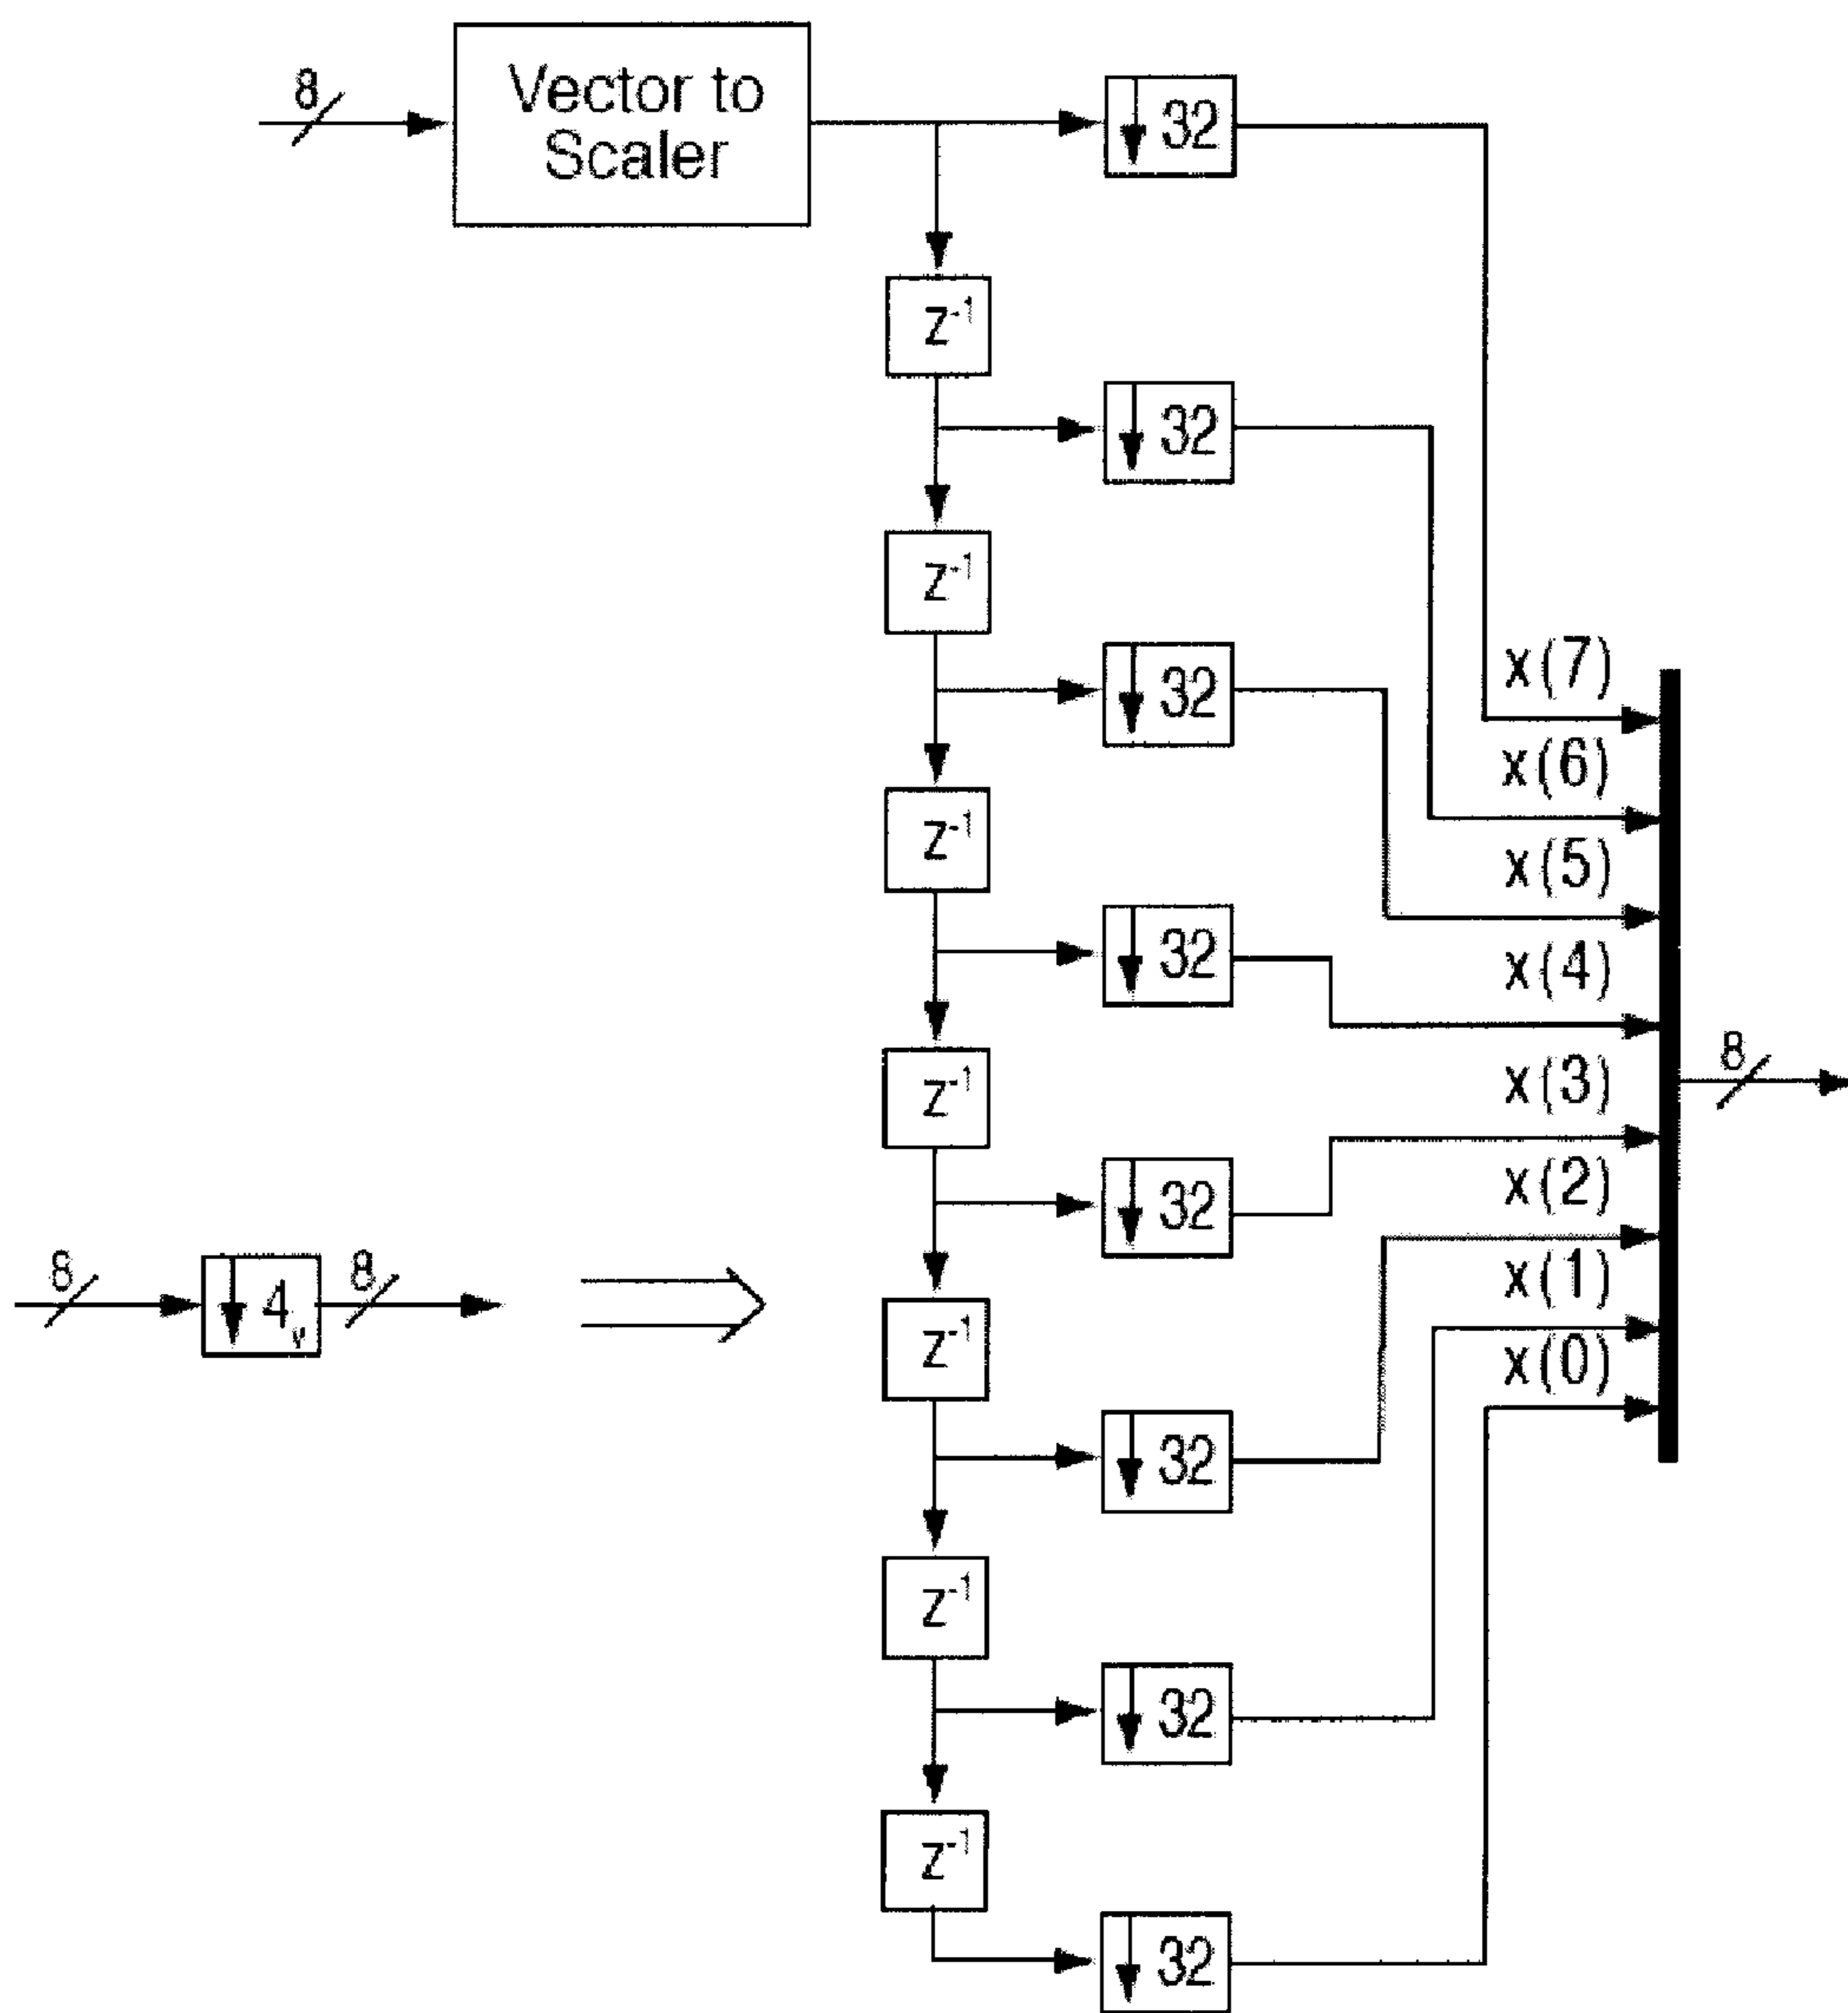 8
Vector to
Scaler
↓ 32
z⁻¹
↓ 32
z⁻¹
↓ 32
x(7)
x(6)
z⁻¹
x(5)
↓ 32
x(4)
z⁻¹
x(3)
8
↓ 32
x(2)
8
↓ 4ᵥ
8
x(1)
z⁻¹
x(0)
↓ 32
z⁻¹
↓ 32
z⁻¹
↓ 32